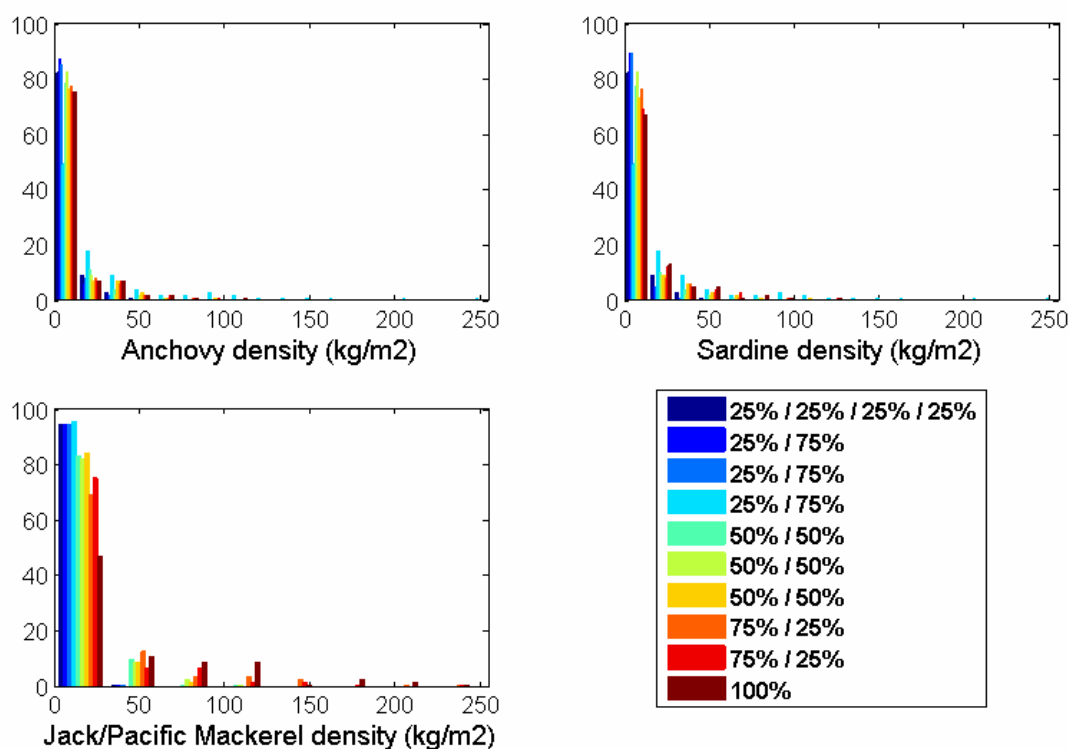 100
80
60
40
20
0
0 50 100 150 200 250
Anchovy density (kg/m2)
100
80
60
40
20
0
0 50 100 150 200 250
Sardine density (kg/m2)
100
80
60
40
20
0
0 50 100 150 200 250
Jack/Pacific Mackerel density (kg/m2)
25% / 25% / 25% / 25%
25% / 75%
25% / 75%
25% / 75%
50% / 50%
50% / 50%
50% / 50%
75% / 25%
75% / 25%
100%